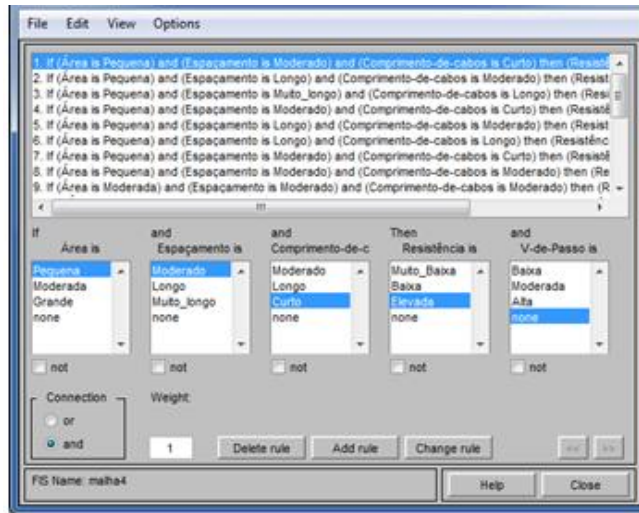 File Edit View Options
1. If (Área is Pequena) and (Espaçamento is Moderado) and (Comprimento-de-cabos is Curto) then (Resistê
2. If (Área is Pequena) and (Espaçamento is Longo) and (Comprimento-de-cabos is Moderado) then (Resist
3. If (Área is Pequena) and (Espaçamento is Muito_longo) and (Comprimento-de-cabos is Longo) then (Resi
4. If (Área is Pequena) and (Espaçamento is Moderado) and (Comprimento-de-cabos is Curto) then (Resistê
5. If (Área is Pequena) and (Espaçamento is Longo) and (Comprimento-de-cabos is Moderado) then (Resist
6. If (Área is Pequena) and (Espaçamento is Longo) and (Comprimento-de-cabos is Longo) then (Resistênc
7. If (Área is Pequena) and (Espaçamento is Moderado) and (Comprimento-de-cabos is Curto) then (Resistê
8. If (Área is Pequena) and (Espaçamento is Moderado) and (Comprimento-de-cabos is Moderado) then (Re
9. If (Área is Moderada) and (Espaçamento is Moderado) and (Comprimento-de-cabos is Moderado) then (R
If and and Then and
Área is Espaçamento is Comprimento-de-c Resistência is V-de-Passo is
Pequena Moderado Moderado Muito_Baixa Baixa
Moderada Longo Longo Baixa Moderada
Grande Muito_longo Curto Elevada Alta
none none none none none
not not not not not
Connection Weight:
or
and 1 Delete rule Add rule Change rule << >>
FIS Name: malha4 Help Close